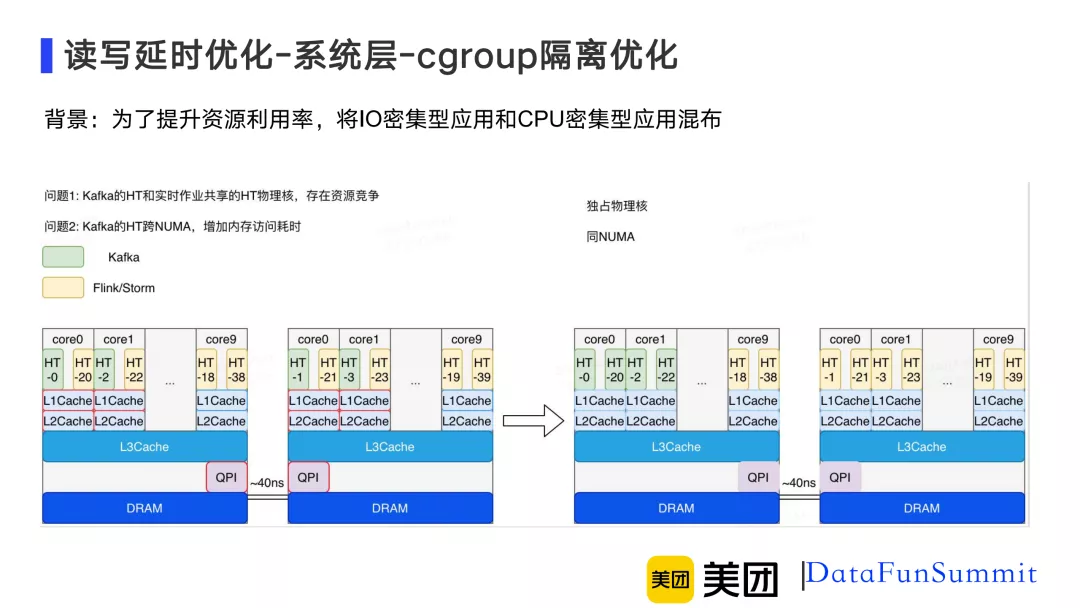 读写延时优化-系统层-cgroup隔离优化
背景：为了提升资源利用率，将IO密集型应用和CPU密集型应用混布
问题1: Kafka的HT和实时作业共享的HT物理核，存在资源竞争
问题2: Kafka的HT跨NUMA，增加内存访问耗时
Kafka
Flink/Storm
独占物理核
同NUMA
core0 core1 core9 core0 core1 core9
HT HT HT HT HT HT HT HT HT HT HT HT
-0 -20 -2 -22 ... -18 -38 -1 -21 -3 -23 ... -19 -39
L1Cache L1Cache L1Cache L1Cache L1Cache L1Cache
L2Cache L2Cache L2Cache L2Cache L2Cache L2Cache
L3Cache L3Cache
QPI ~40ns QPI
DRAM DRAM
core0 core1 core9 core0 core1 core9
HT HT HT HT HT HT HT HT HT HT HT HT
-0 -20 -2 -22 ... -18 -38 -1 -21 -3 -23 ... -19 -39
L1Cache L1Cache L1Cache L1Cache L1Cache L1Cache
L2Cache L2Cache L2Cache L2Cache L2Cache L2Cache
L3Cache L3Cache
QPI ~40ns QPI
DRAM DRAM
美团 美团 DataFunSummit